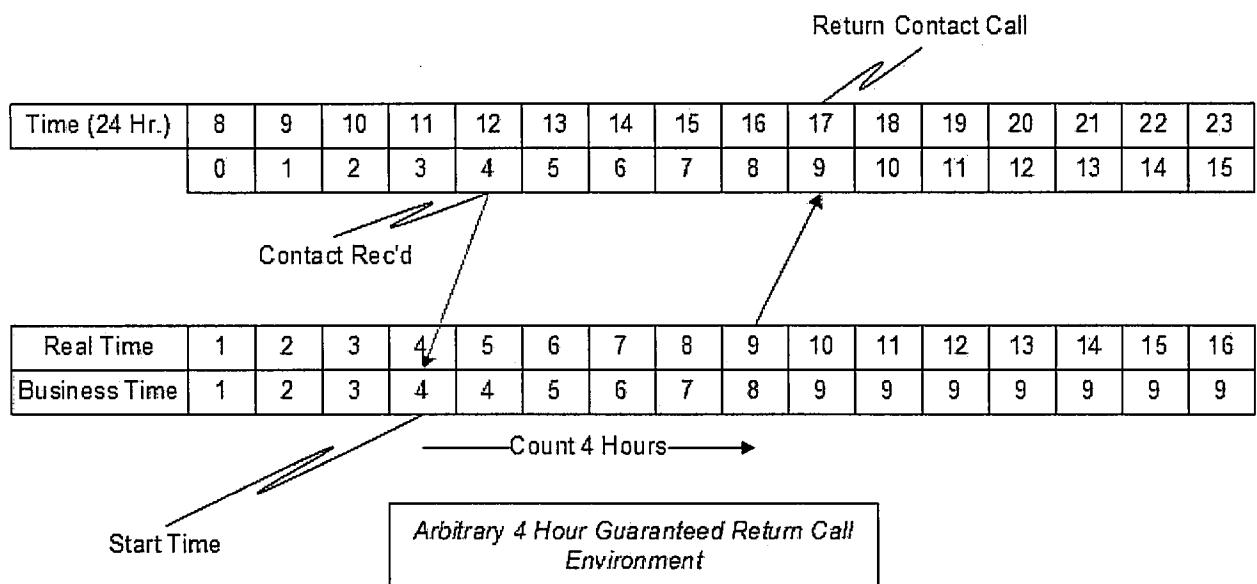 Return Contact Call
Time (24 Hr.) 8 9 10 11 12 13 14 15 16 17 18 19 20 21 22 23
0 1 2 3 4 5 6 7 8 9 10 11 12 13 14 15
Contact Rec'd
Real Time 1 2 3 4 5 6 7 8 9 10 11 12 13 14 15 16
Business Time 1 2 3 4 4 5 6 7 8 9 9 9 9 9 9 9
Count 4 Hours
Start Time
Arbitrary 4 Hour Guaranteed Return Call
Environment